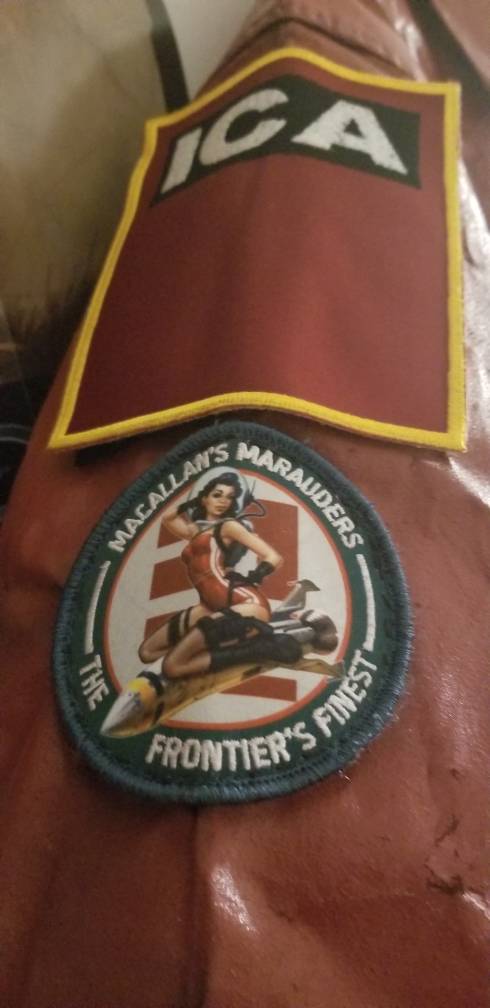 ICA
MACALLAN'S MARAUDERS
THE
FRONTIER'S FINEST